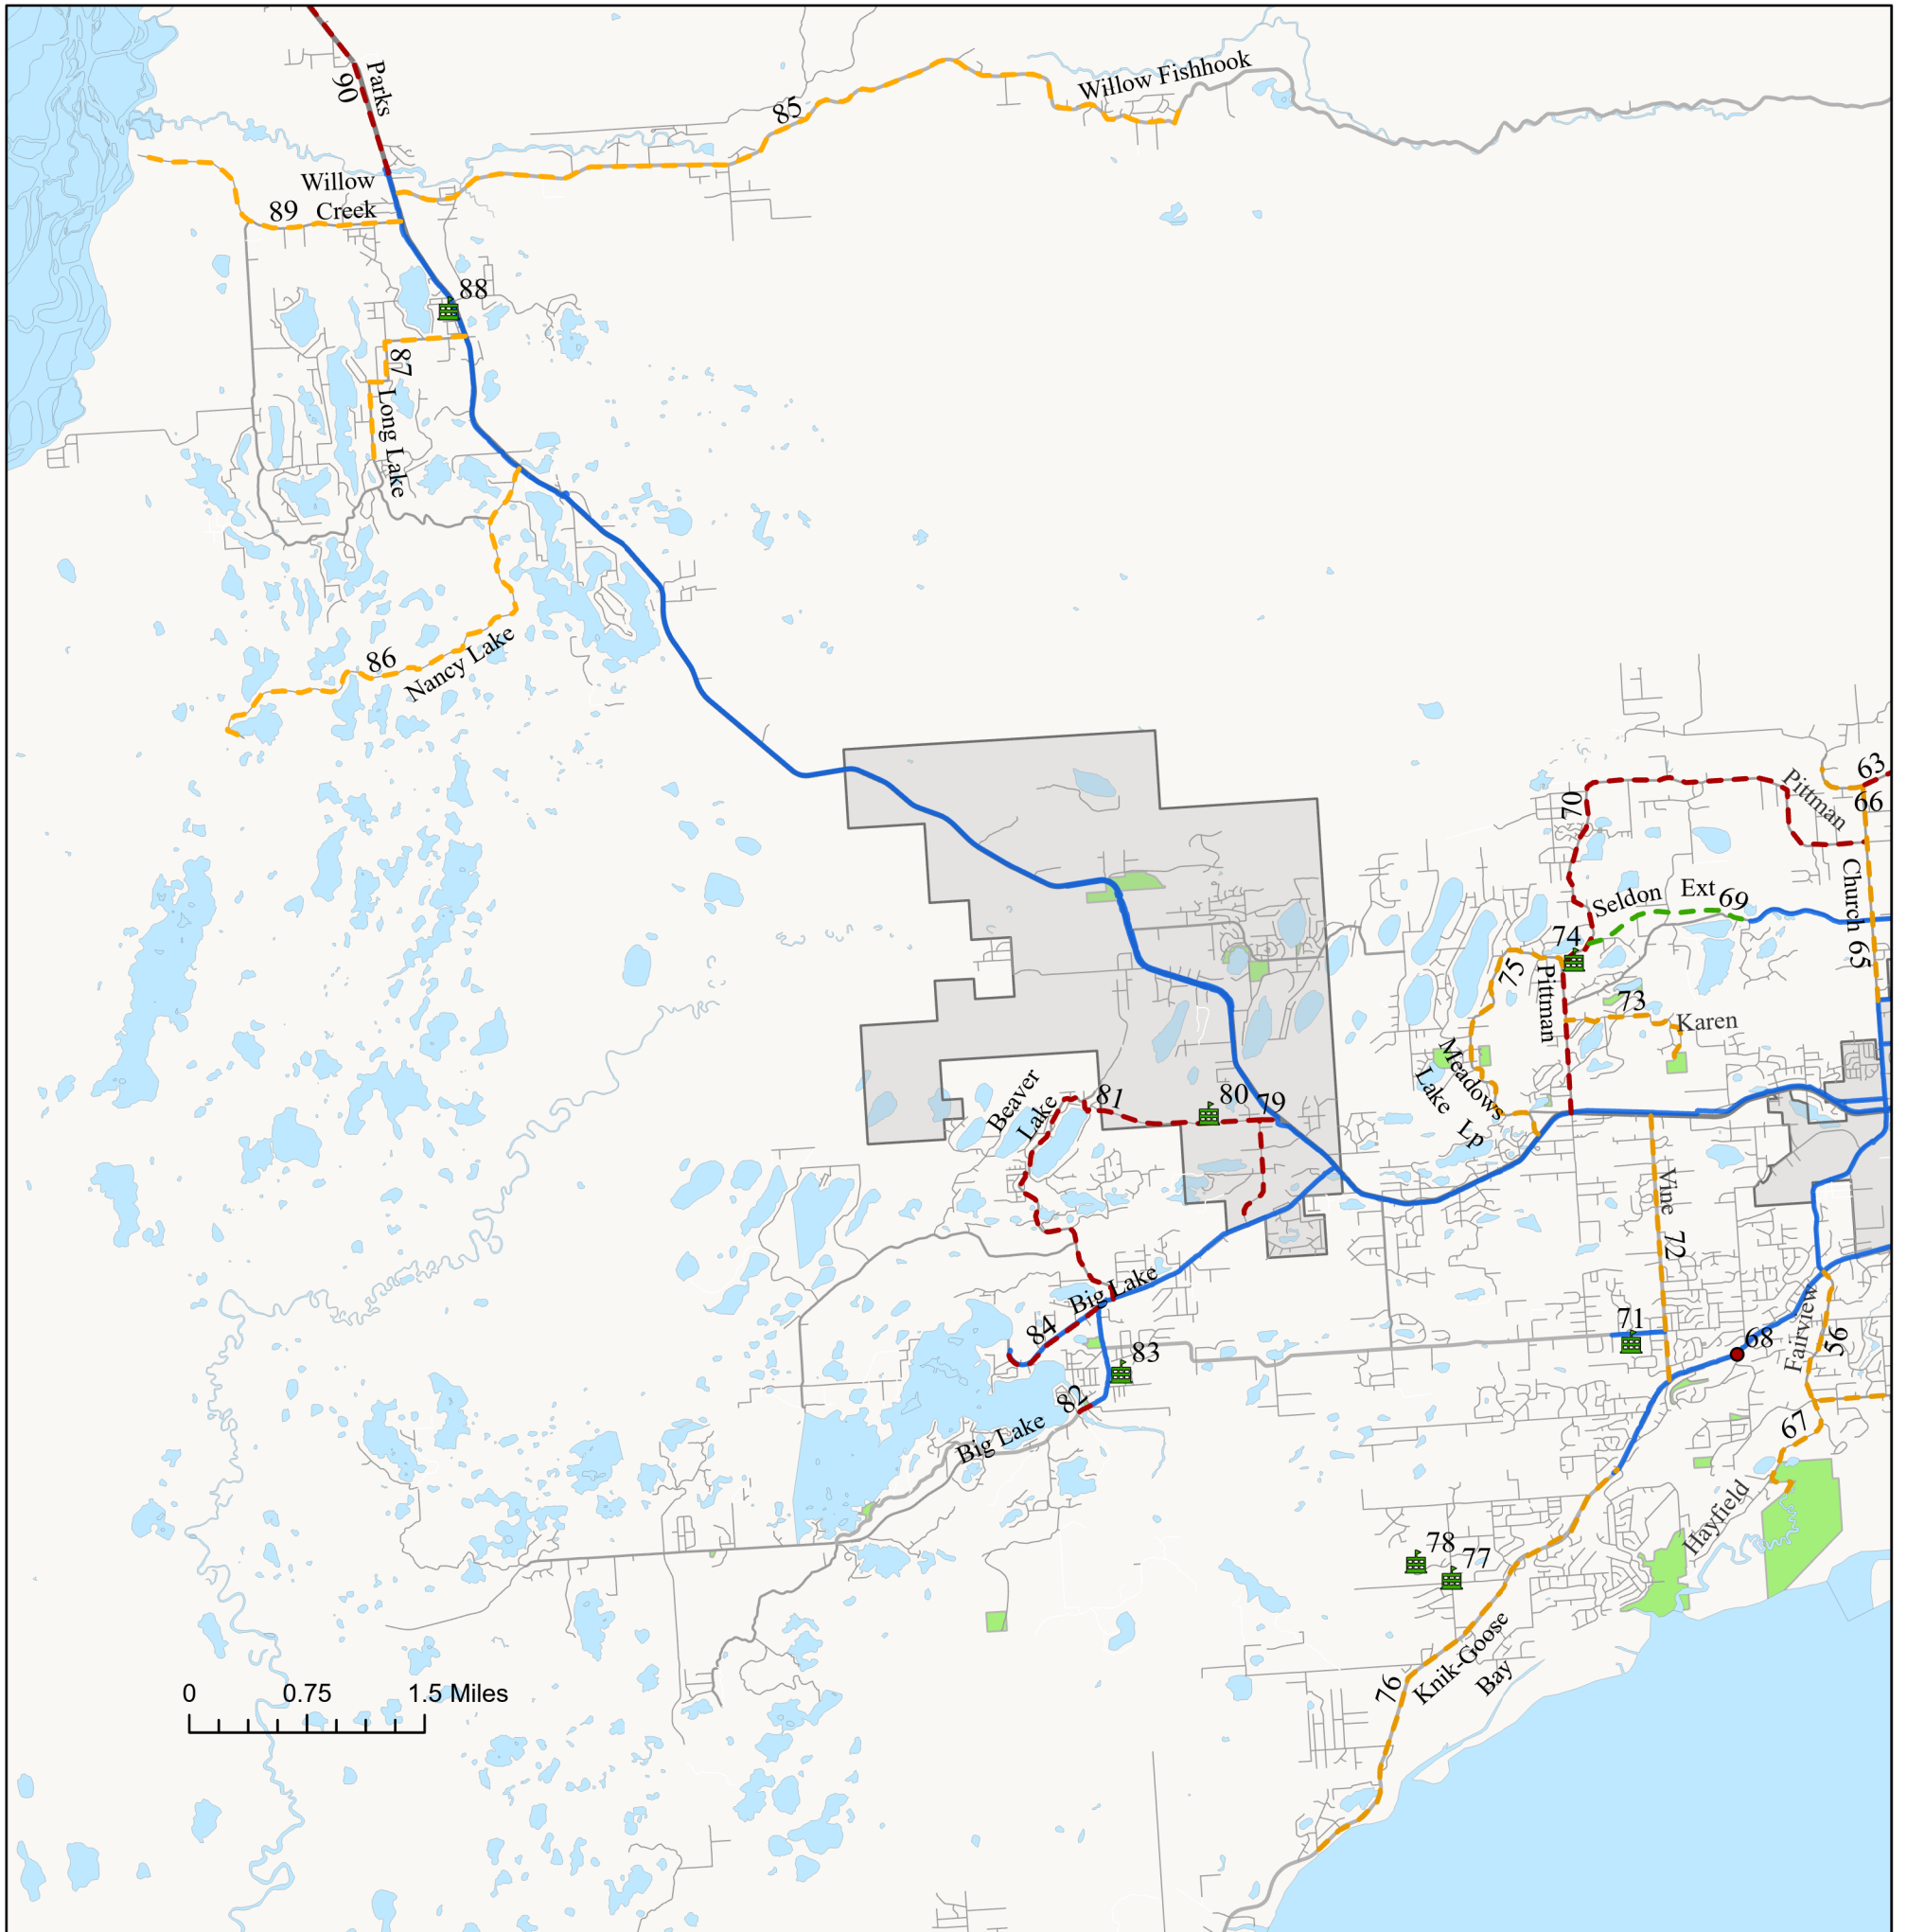 Parks
90
85
Willow Fishhook
Willow
Creek
89
88
87
Long Lake
86
Nancy Lake
63
66
Pittman
70
Church
65
Seldon
Ext
69
74
75
Pittman
73
Karen
Meadows
Lake
Lp
Beaver
Lake
81
80
79
Vine
72
Big Lake
84
83
82
Big Lake
71
68
Fairview
56
67
Hayfield
78
77
Knik-Goose
Bay
76
0
0.75
1.5 Miles